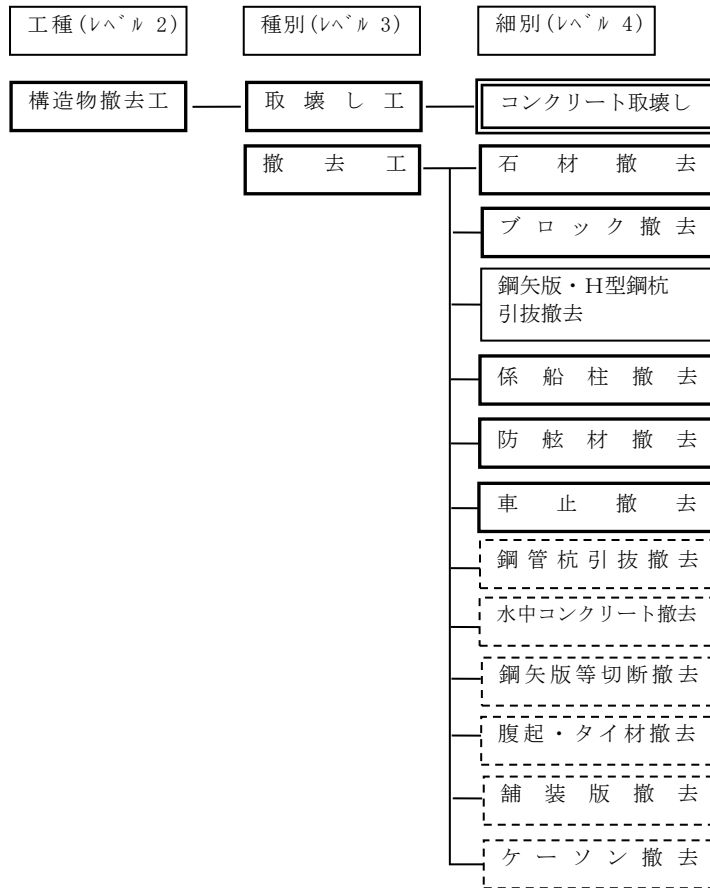 工種(ﾚﾍﾞﾙ 2) 種別(ﾚﾍﾞﾙ 3) 細別(ﾚﾍﾞﾙ 4)
構造物撤去工 取壊し工 コンクリート取壊し
撤去工 石材撤去
ブロック撤去
鋼矢版・H型鋼杭
引抜撤去
係船柱撤去
防舷材撤去
車止撤去
鋼管杭引抜撤去
水中コンクリート撤去
鋼矢版等切断撤去
腹起・タイ材撤去
舗装版撤去
ケーソン撤去